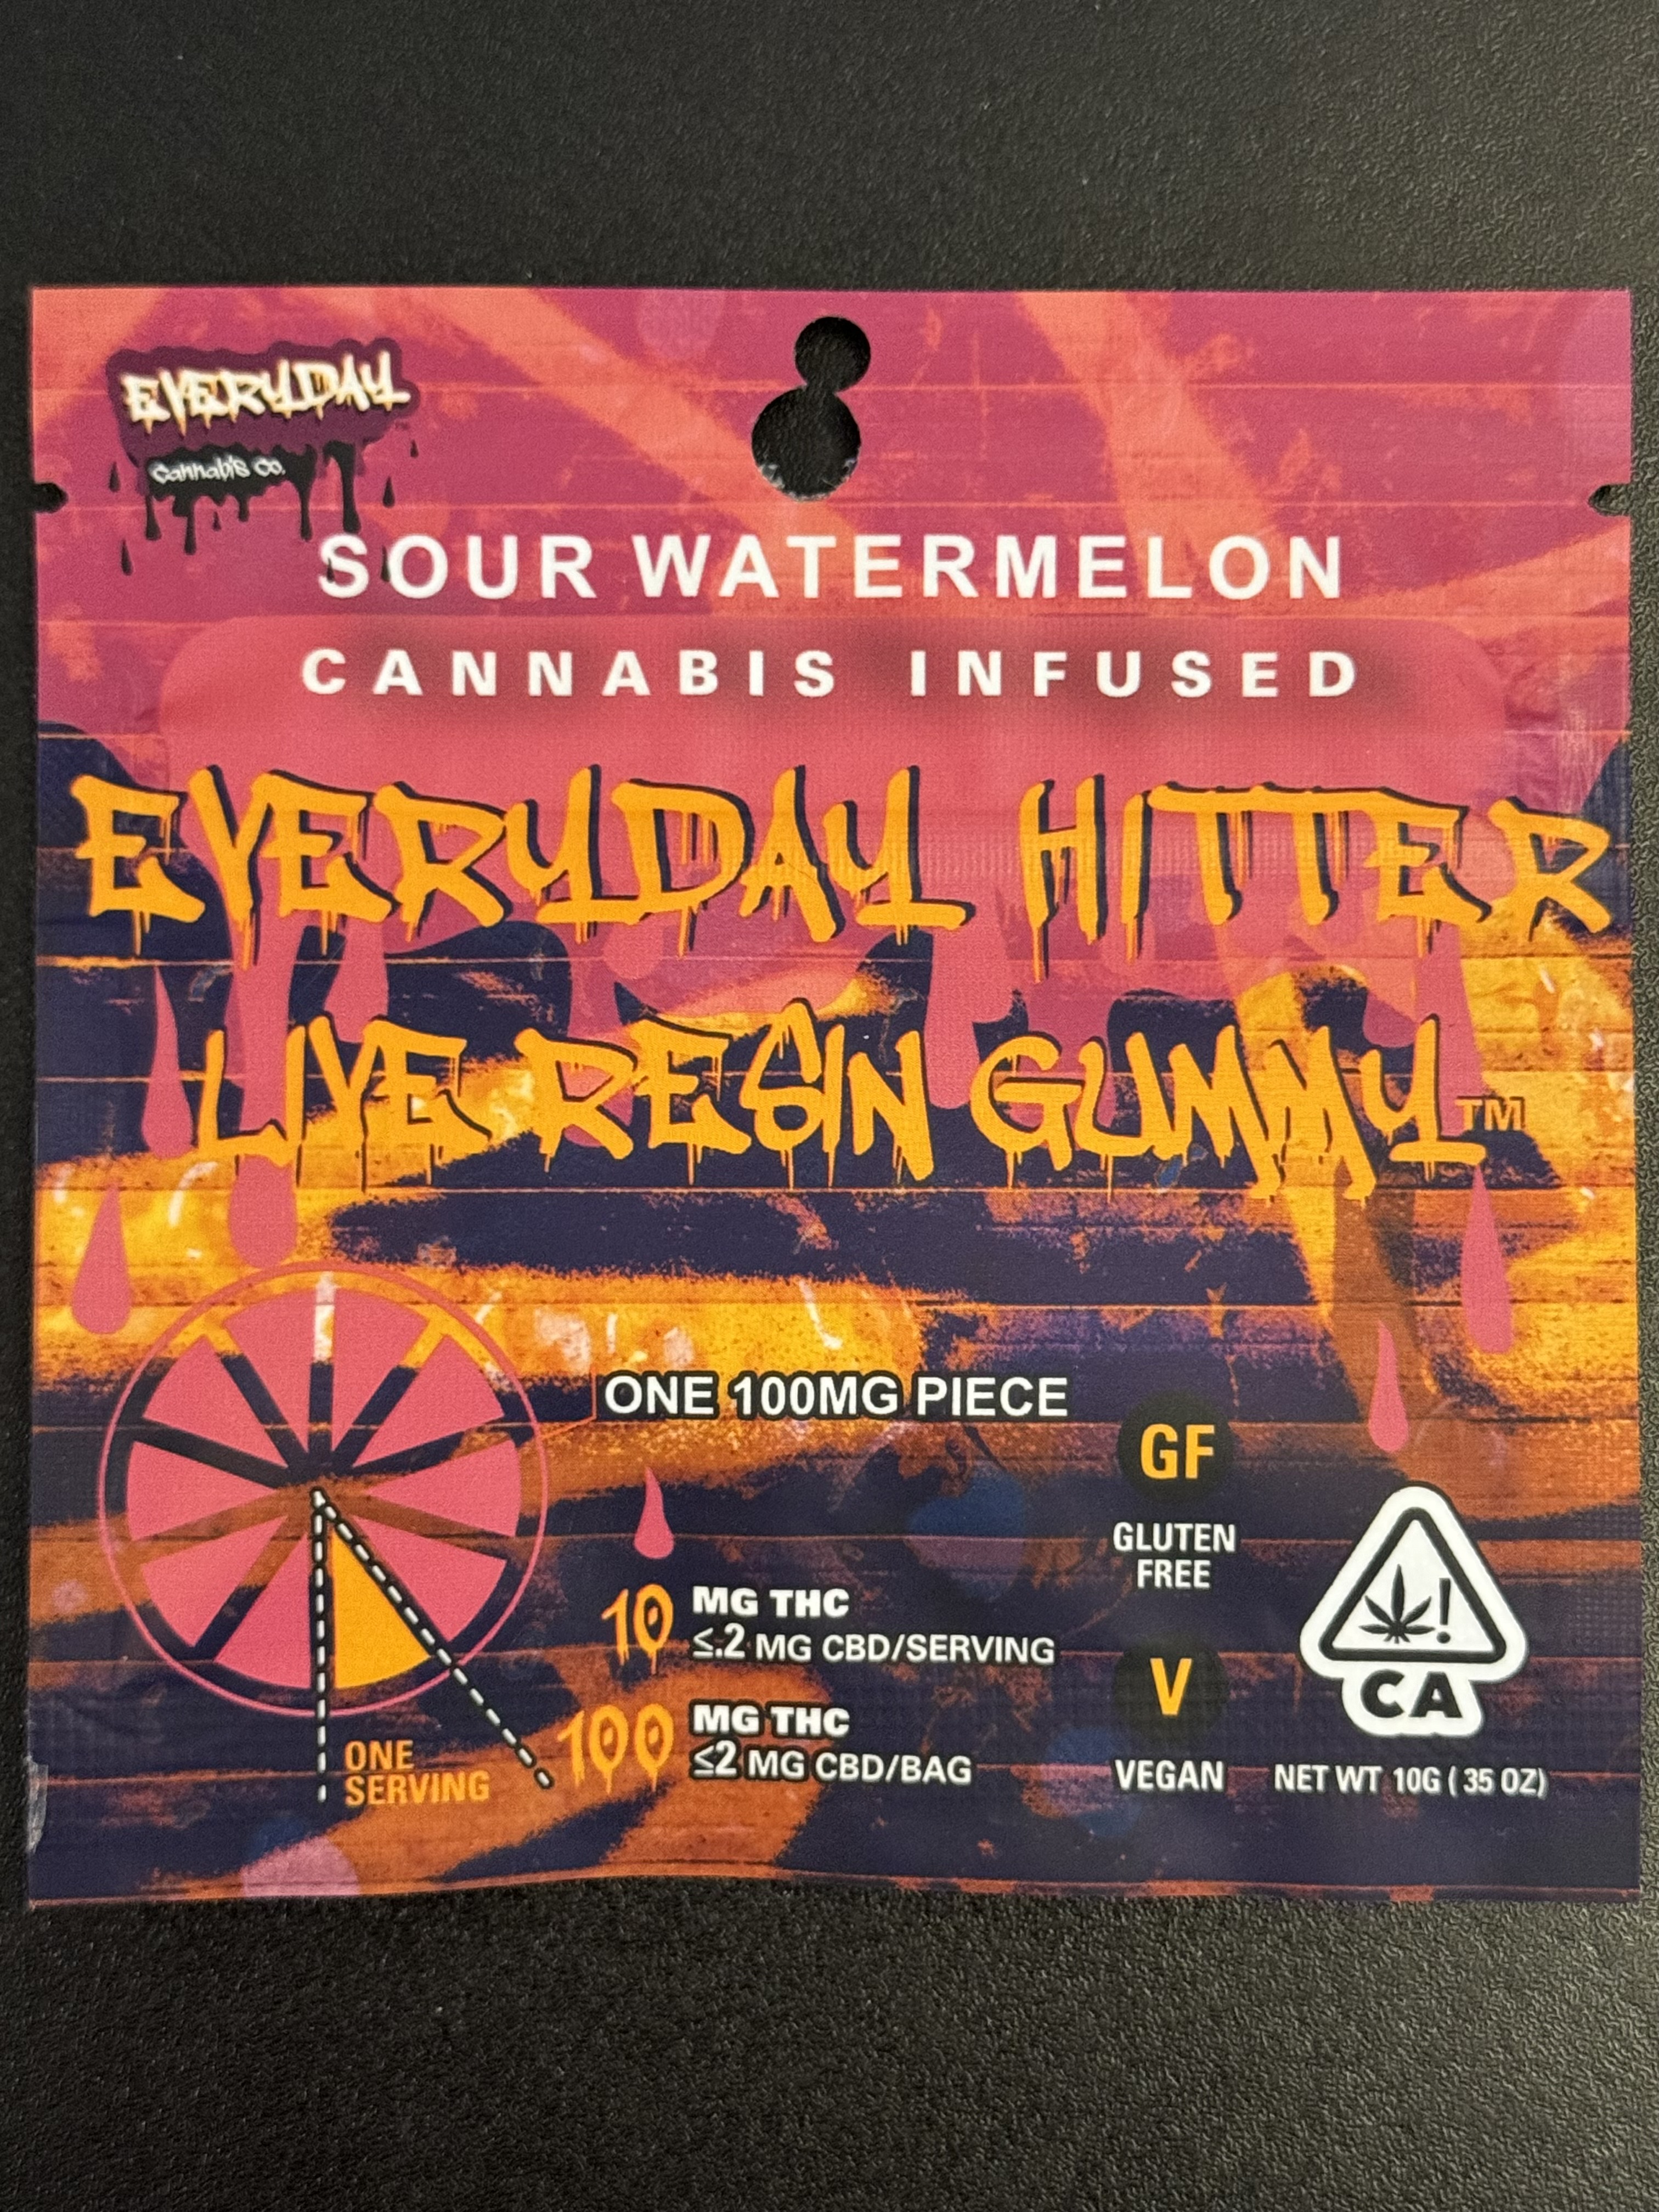 EVERYDAY
Cannabis Co.
SOUR WATERMELON
CANNABIS INFUSED
EVERYDAY HITTER
LIVE RESIN GUMMY™
ONE 100MG PIECE
10 MG THC
≤.2 MG CBD/SERVING
100 MG THC
≤2 MG CBD/BAG
ONE
SERVING
GF
GLUTEN
FREE
V
VEGAN
!
CA
NET WT 10G (.35 OZ)